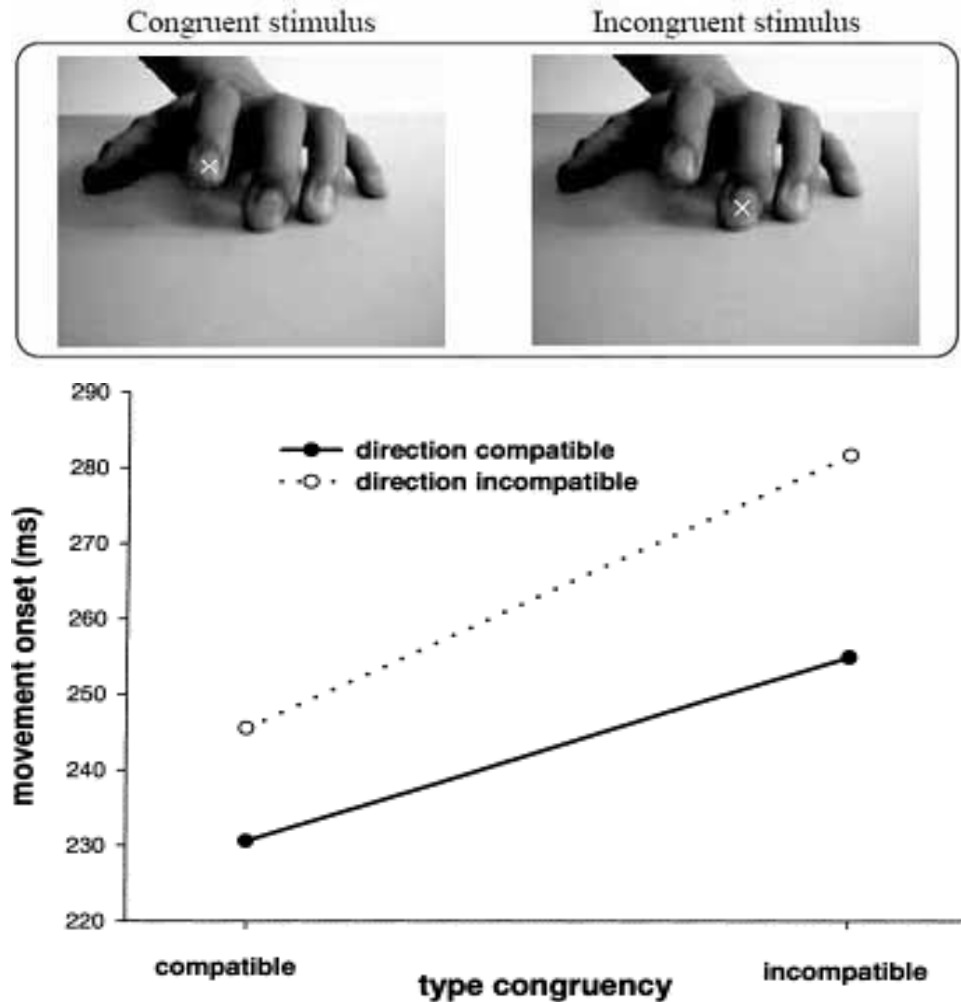 Congruent stimulus
Incongruent stimulus
290
280
270
260
250
240
230
220
movement onset (ms)
direction compatible
direction incompatible
compatible
incompatible
type congruency